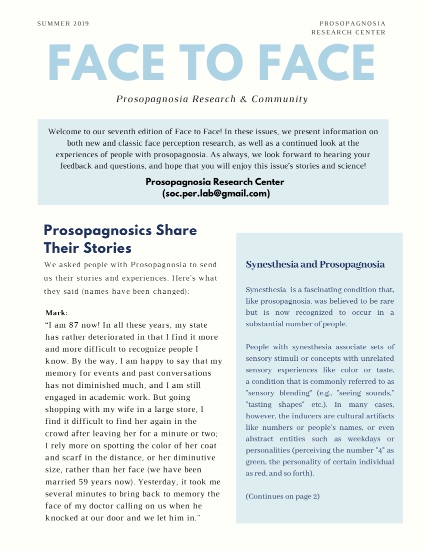 SUMMER 2019
PROSOPAGNOSIA
RESEARCH CENTER
FACE TO FACE
Prosopagnosia Research & Community
Welcome to our seventh edition of Face to Face! In these issues, we present information on
both new and classic face perception research, as well as a continued look at the
experiences of people with prosopagnosia. As always, we look forward to hearing your
feedback and questions, and hope that you will enjoy this issue's stories and science!
Prosopagnosia Research Center
(soc.per.lab@gmail.com)
Prosopagnosics Share
Their Stories
We asked people with Prosopagnosia to send
us their stories and experiences. Here's what
they said (names have been changed):
Mark:
"I am 87 now! In all these years, my state
has rather deteriorated in that I find it more
and more difficult to recognize people I
know. By the way, I am happy to say that my
memory for events and past conversations
has not diminished much, and I am still
engaged in academic work. But going
shopping with my wife in a large store, I
find it difficult to find her again in the
crowd after leaving her for a minute or two;
I rely more on spotting the color of her coat
and scarf in the distance, or her diminutive
size, rather than her face (we have been
married 59 years now). Yesterday, it took me
several minutes to bring back to memory the
face of my doctor calling on us when he
knocked at our door and we let him in."
Synesthesia and Prosopagnosia
Synesthesia is a fascinating condition that,
like prosopagnosia, was believed to be rare
but is now recognized to occur in a
substantial number of people.
People with synesthesia associate sets of
sensory stimuli or concepts with unrelated
sensory experiences like color or taste,
a condition that is commonly referred to as
"sensory blending" (e.g., "seeing sounds,"
"tasting shapes" etc.). In many cases,
however, the inducers are cultural artifacts
like numbers or people's names, or even
abstract entities such as weekdays or
personalities (perceiving the number "4" as
green, the personality of certain individual
as red, and so forth).
(Continues on page 2)